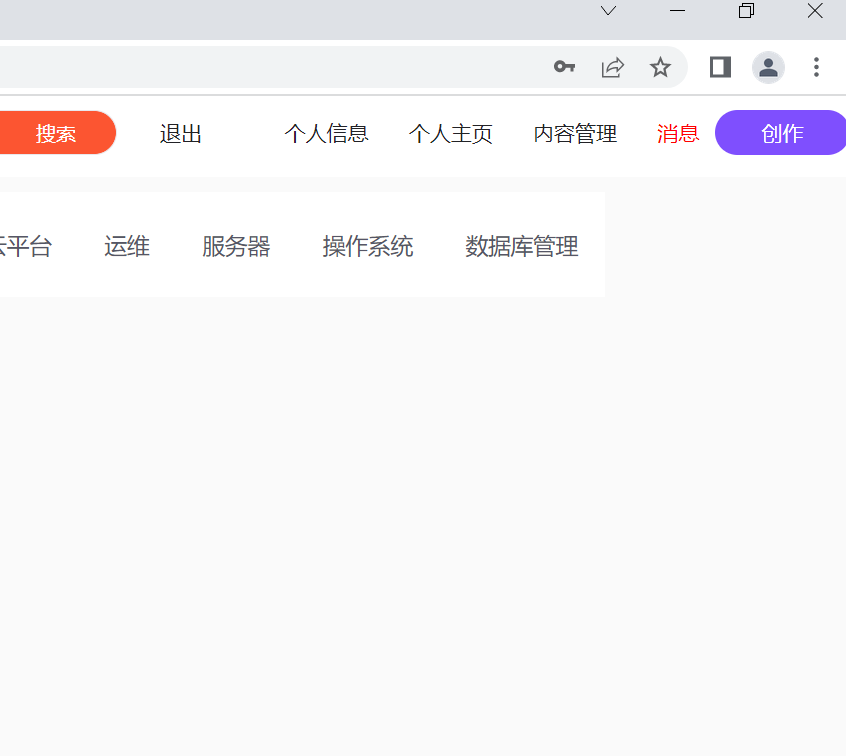 搜索 退出 个人信息 个人主页 内容管理 消息 创作
云平台 运维 服务器 操作系统 数据库管理